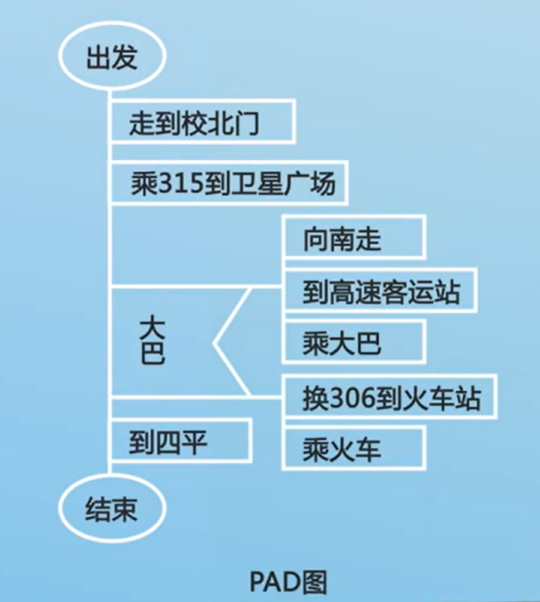 出发
走到校北门
乘315到卫星广场
向南走
到高速客运站
大巴
乘大巴
换306到火车站
到四平
乘火车
结束
PAD图